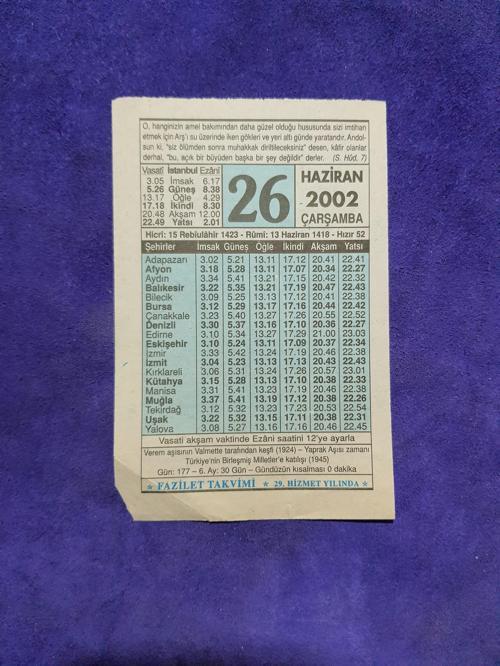 O, hanginizin amel bakımından daha güzel olduğu hususunda sizi imtihan
etmek için Arş'ı su üzerinde iken gökleri ve yeri altı günde yaratandır. Andol-
sun ki, "siz ölümden sonra muhakkak diriltileceksiniz" desen, kâfir olanlar
derhal, "bu, açık bir büyüden başka bir şey değildir" derler. (S. Hûd, 7)
Vasatî İstanbul Ezânî
3.05 İmsak 6.17
5.26 Güneş 8.38
13.17 Öğle 4.29
17.18 İkindi 8.30
20.48 Akşam 12.00
22.49 Yatsı 2.01
26
HAZİRAN
2002
ÇARŞAMBA
Hicrî: 15 Rebîulâhir 1423 - Rûmî: 13 Haziran 1418 - Hızır 52
Şehirler İmsak Güneş Öğle İkindi Akşam Yatsı
Adapazarı 3.02 5.21 13.11 17.12 20.41 22.41
Afyon 3.18 5.28 13.11 17.07 20.34 22.27
Aydın 3.34 5.41 13.21 17.15 20.42 22.32
Balıkesir 3.22 5.35 13.21 17.19 20.47 22.43
Bilecik 3.09 5.25 13.13 17.12 20.41 22.38
Bursa 3.12 5.29 13.17 17.16 20.44 22.42
Çanakkale 3.23 5.40 13.27 17.26 20.55 22.52
Denizli 3.30 5.37 13.16 17.10 20.36 22.27
Edirne 3.10 5.34 13.27 17.29 21.00 23.03
Eskişehir 3.10 5.24 13.11 17.09 20.37 22.34
İzmir 3.33 5.42 13.24 17.19 20.46 22.38
İzmit 3.04 5.23 13.13 17.13 20.43 22.43
Kırklareli 3.06 5.31 13.24 17.26 20.57 23.01
Kütahya 3.15 5.28 13.13 17.10 20.38 22.33
Manisa 3.31 5.41 13.23 17.19 20.46 22.38
Muğla 3.37 5.41 13.19 17.12 20.38 22.26
Tekirdağ 3.12 5.32 13.23 17.23 20.53 22.54
Uşak 3.22 5.32 13.15 17.11 20.38 22.31
Yalova 3.08 5.27 13.16 17.16 20.46 22.45
Vasatî akşam vaktinde Ezânî saatini 12'ye ayarla
Verem aşısının Valmette tarafından keşfi (1924) – Yaprak Aşısı zamanı
Türkiye'nin Birleşmiş Milletler'e katılışı (1945)
Gün: 177 – 6. Ay: 30 Gün – Gündüzün kısalması 0 dakika
★ FAZİLET TAKVİMİ ★ 29. HİZMET YILINDA ★